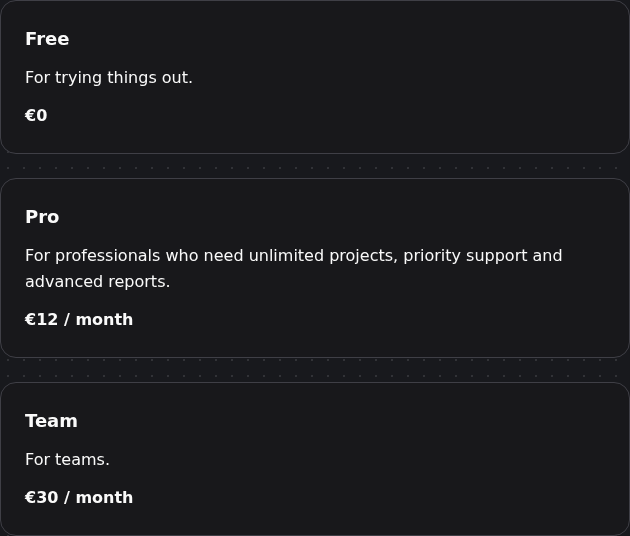 Free
For trying things out.
€0
Pro
For professionals who need unlimited projects, priority support and
advanced reports.
€12 / month
Team
For teams.
€30 / month